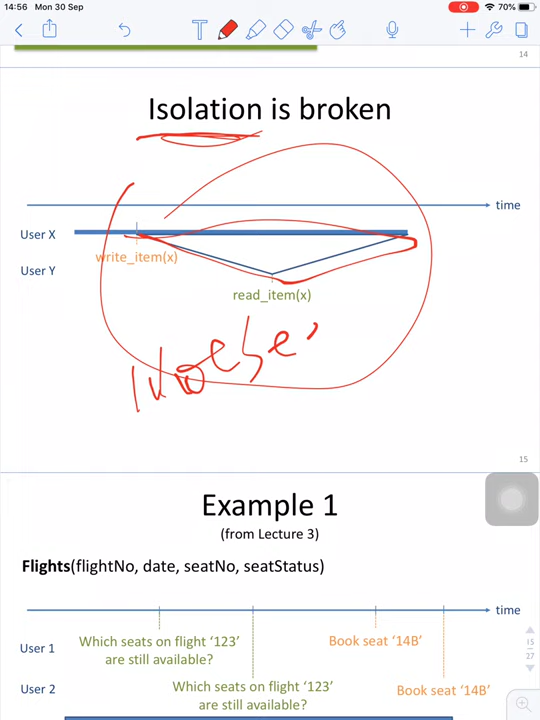 14:56 Mon 30 Sep
70%
T
14
Isolation is broken
time
User X
write_item(x)
User Y
read_item(x)
15
Example 1
(from Lecture 3)
Flights(flightNo, date, seatNo, seatStatus)
time
User 1
Which seats on flight ‘123’
are still available?
Book seat ‘14B’
15
27
User 2
Which seats on flight ‘123’
are still available?
Book seat ‘14B’